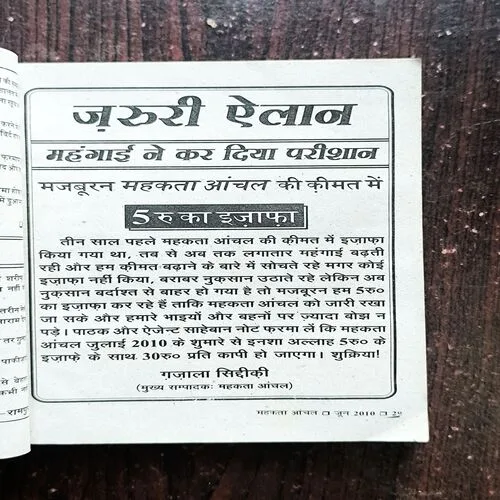 ज़रुरी ऐलान
महंगाई ने कर दिया परीशान
मजबूरन महकता आंचल की क़ीमत में
5 रु का इज़ाफ़ा
तीन साल पहले महकता आंचल की क़ीमत में इज़ाफ़ा
किया गया था, तब से अब तक लगातार महंगाई बढ़ती
रही और हम क़ीमत बढ़ाने के बारे में सोचते रहे मगर कोई
इज़ाफ़ा नहीं किया, बराबर नुक़सान उठाते रहे लेकिन अब
नुक़सान बर्दाश्त से बाहर हो गया है तो मजबूरन हम 5रु०
का इज़ाफ़ा कर रहे हैं ताकि महकता आंचल को जारी रखा
जा सके और हमारे भाइयों और बहनों पर ज़्यादा बोझ न
पड़े। पाठक और ऐजेन्ट साहेबान नोट फ़रमा लें कि महकता
आंचल जुलाई 2010 के शुमारे से इनशा अल्लाह 5रु० के
इज़ाफ़े के साथ 30रु० प्रति कापी हो जाएगा। शुक्रिया!
ग़ज़ाला सिद्दीक़ी
(मुख्य सम्पादकः महकता आंचल)
महकता आंचल □ जून 2010 □ 29